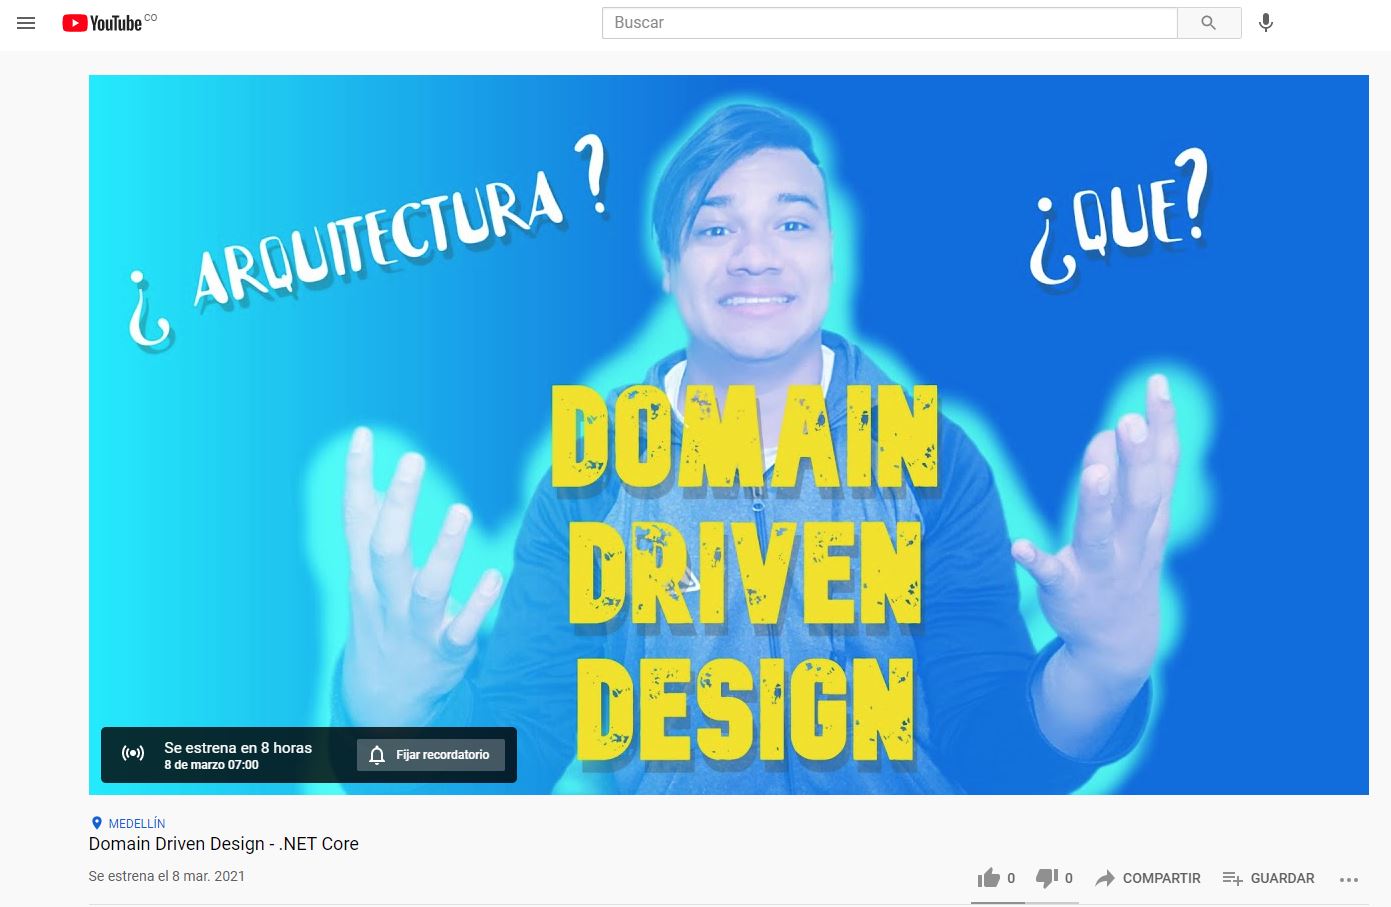 YouTube CO
Buscar
¿ ARQUITECTURA ?
¿QUE?
DOMAIN
DRIVEN
DESIGN
Se estrena en 8 horas
8 de marzo 07:00
Fijar recordatorio
MEDELLÍN
Domain Driven Design - .NET Core
Se estrena el 8 mar. 2021
0
0
COMPARTIR
GUARDAR